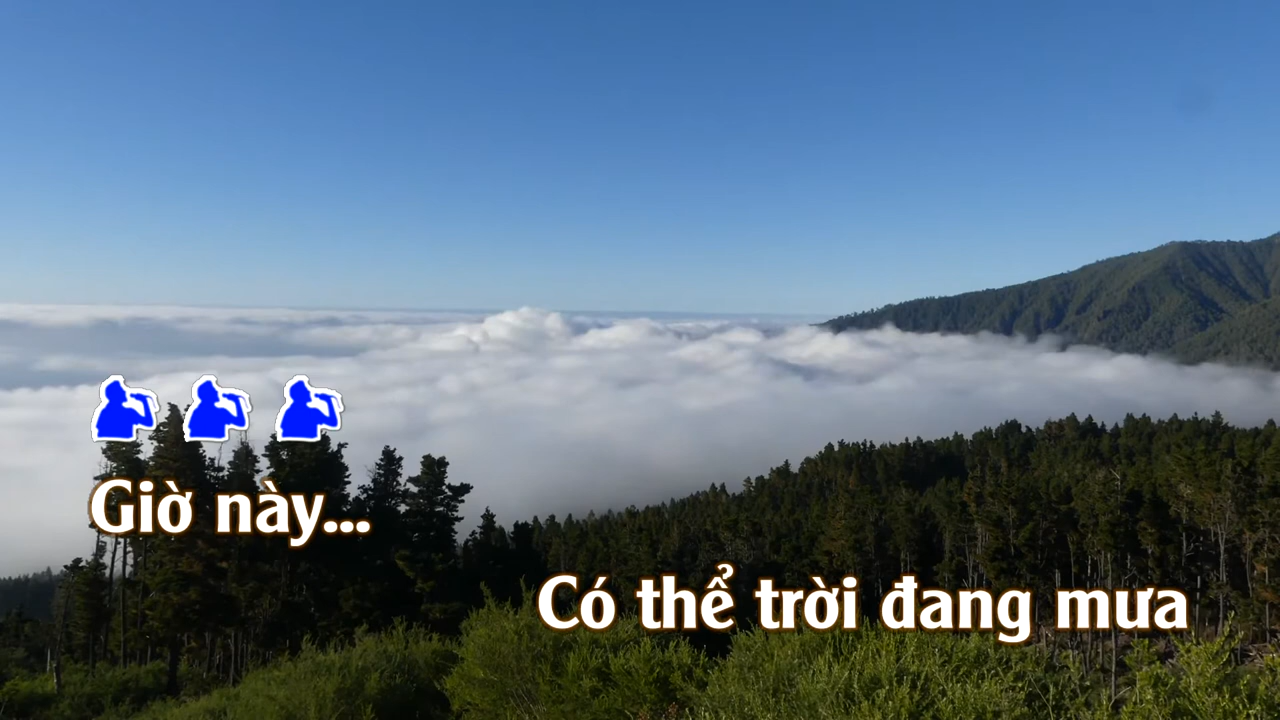 Giờ này...
Có thể trời đang mưa